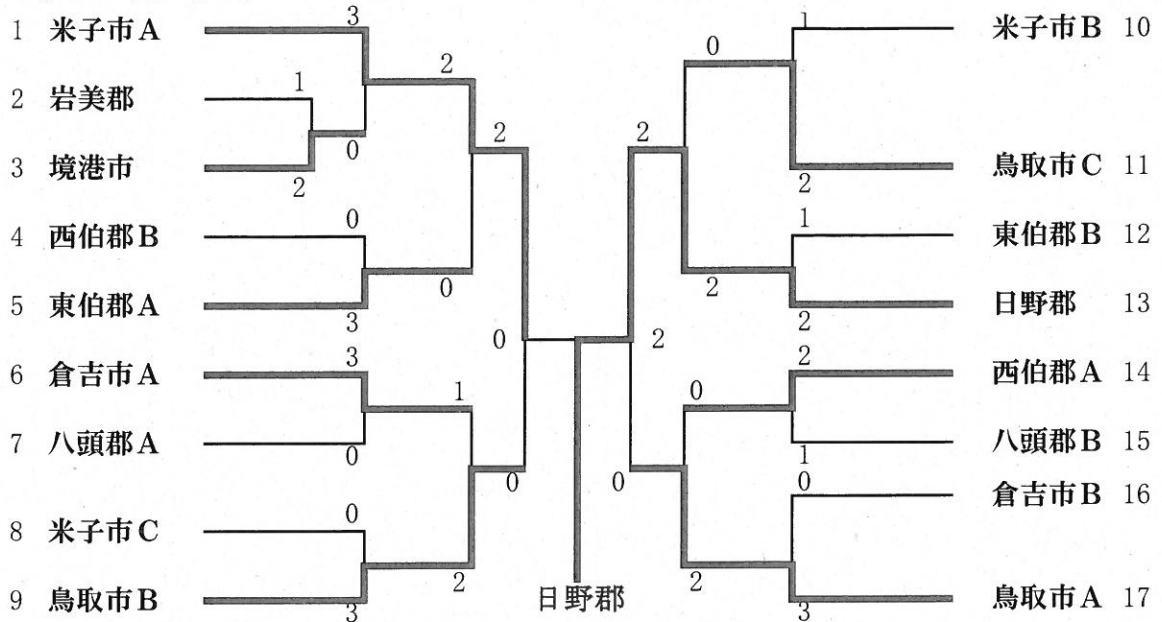 1 米子市A 3
2 岩美郡 1
3 境港市 2
0
2
4 西伯郡B 0
5 東伯郡A 3
0
2
6 倉吉市A 3
7 八頭郡A 0
1
8 米子市C 0
9 鳥取市B 3
2
0
0
1 米子市B 10
2 鳥取市C 11
0
1 東伯郡B 12
2 日野郡 13
2
2
2 西伯郡A 14
1 八頭郡B 15
0
0 倉吉市B 16
3 鳥取市A 17
2
0
2
日野郡